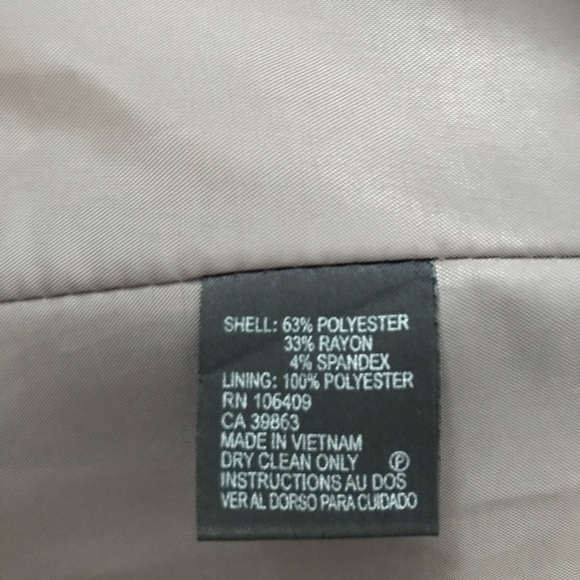 SHELL: 63% POLYESTER
33% RAYON
4% SPANDEX
LINING: 100% POLYESTER
RN 106409
CA 39863
MADE IN VIETNAM
DRY CLEAN ONLY Ⓟ
INSTRUCTIONS AU DOS
VER AL DORSO PARA CUIDADO